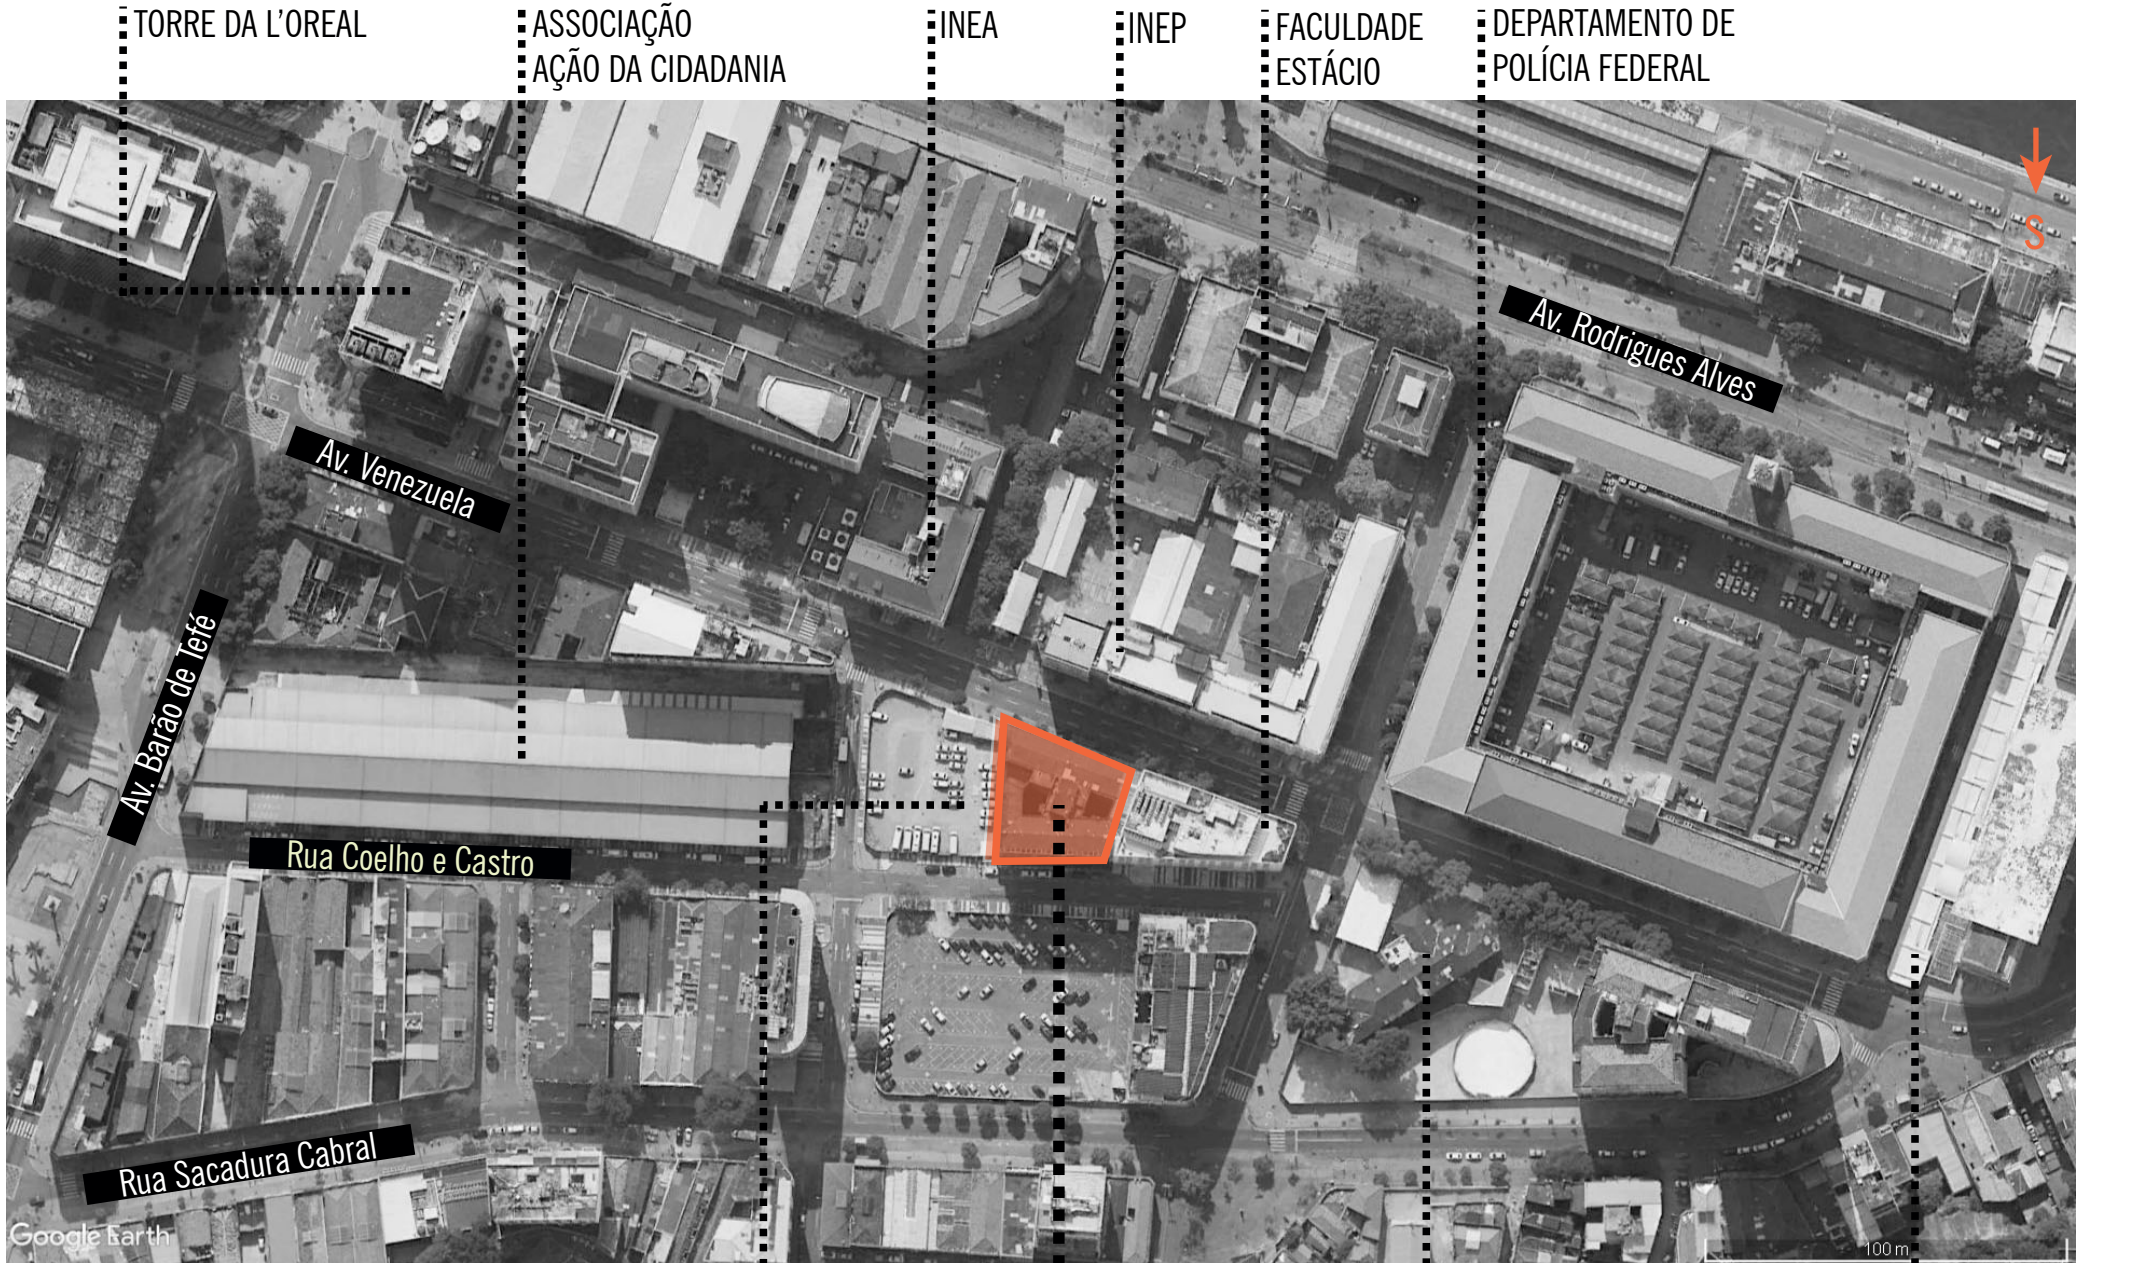 TORRE DA L'OREAL
ASSOCIAÇÃO
AÇÃO DA CIDADANIA
INEA
INEP
FACULDADE
ESTÁCIO
DEPARTAMENTO DE
POLÍCIA FEDERAL
S
Av. Rodrigues Alves
Av. Venezuela
Av. Barão de Tefé
Rua Coelho e Castro
Rua Sacadura Cabral
Google Earth
100 m